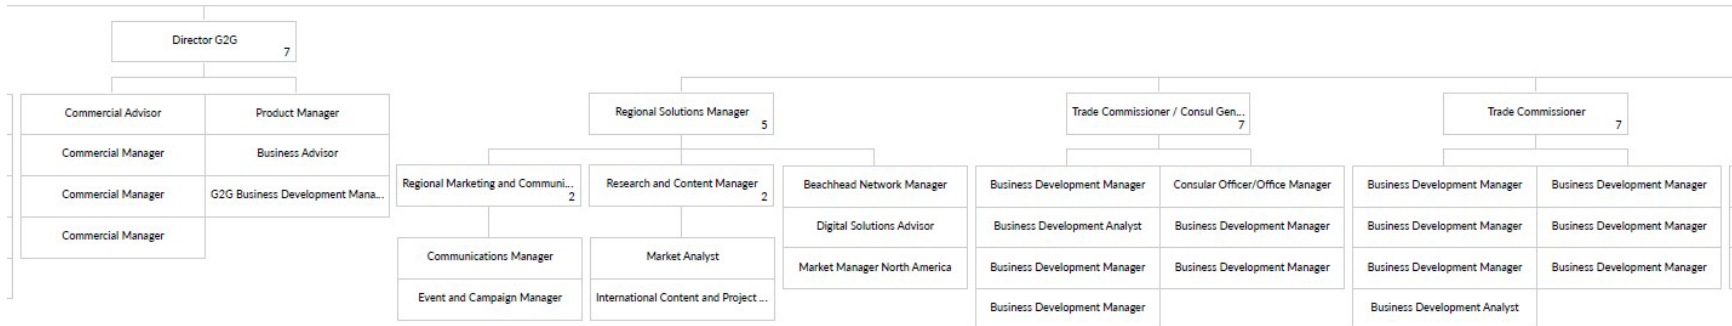 Director G2G
7
Commercial Advisor
Commercial Manager
Commercial Manager
Commercial Manager
Product Manager
Business Advisor
G2G Business Development Mana...
Regional Solutions Manager
5
Regional Marketing and Communi...
2
Communications Manager
Event and Campaign Manager
Research and Content Manager
2
Market Analyst
International Content and Project ...
Beachhead Network Manager
Digital Solutions Advisor
Market Manager North America
Trade Commissioner / Consul Gen...
7
Business Development Manager
Business Development Analyst
Business Development Manager
Business Development Manager
Consular Officer/Office Manager
Business Development Manager
Business Development Manager
Trade Commissioner
7
Business Development Manager
Business Development Manager
Business Development Manager
Business Development Analyst
Business Development Manager
Business Development Manager
Business Development Manager